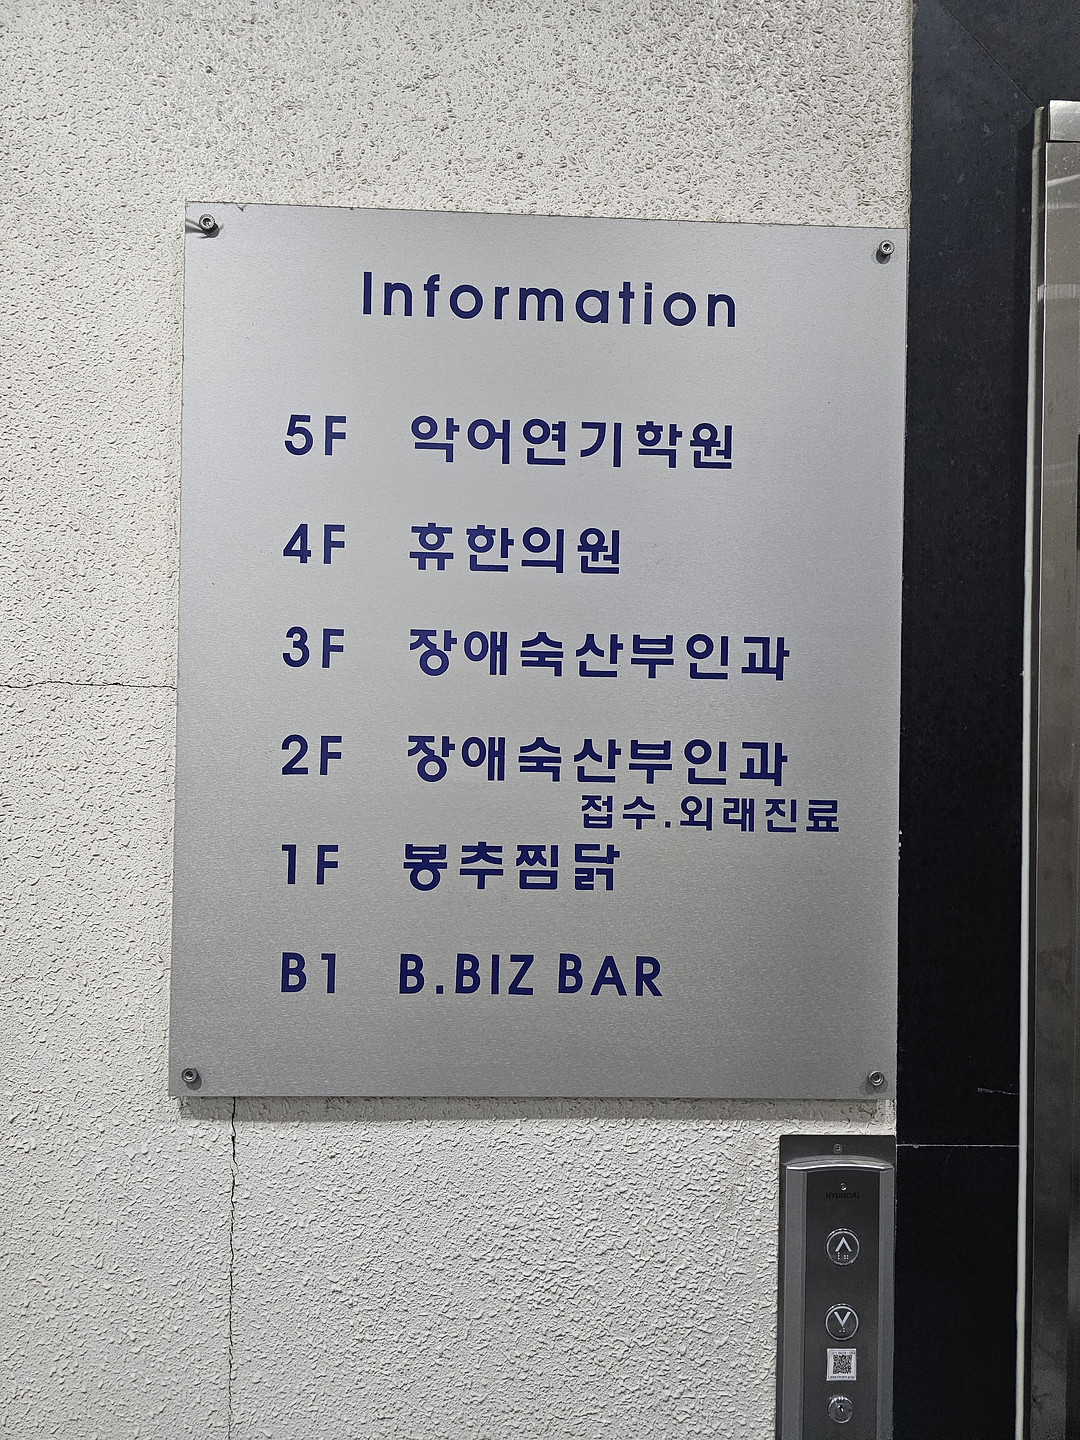 Information
5F 악어연기학원
4F 휴한의원
3F 장애숙산부인과
2F 장애숙산부인과
접수.외래진료
1F 봉추찜닭
B1 B.BIZ BAR
HYUNDAI